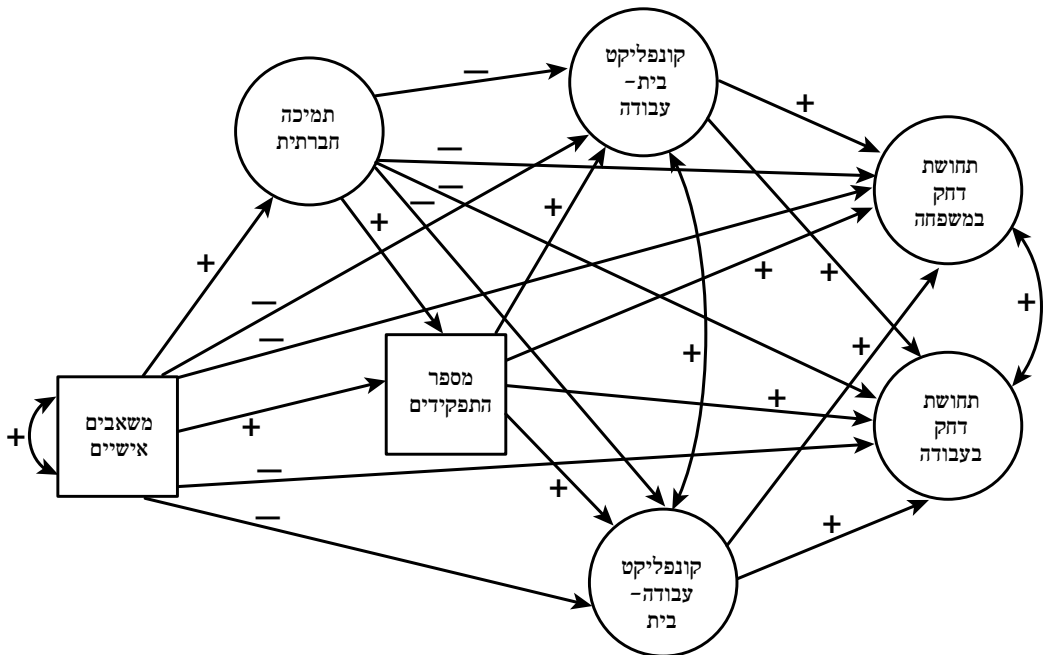 קונפליקט
בית-
עבודה
תמיכה
חברתית
תחושת
דחק
במשפחה
מספר
התפקידים
משאבים
אישיים
תחושת
דחק
בעבודה
קונפליקט
עבודה-
בית
+
+
+
+
+
+
+
+
+
+
+
+
+
+
—
—
—
—
—
—
—
—